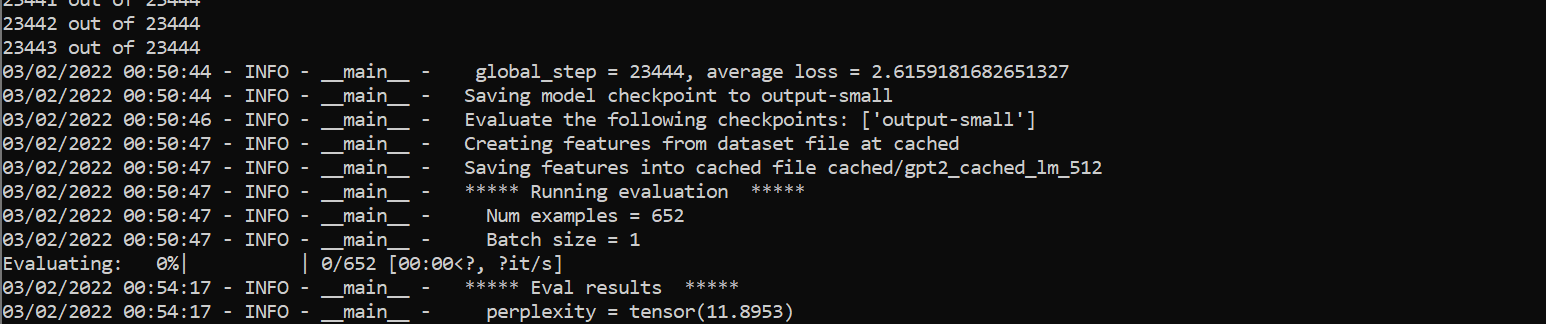 23441 out of 23444
23442 out of 23444
23443 out of 23444
03/02/2022 00:50:44 - INFO - __main__ -    global_step = 23444, average loss = 2.6159181682651327
03/02/2022 00:50:44 - INFO - __main__ -   Saving model checkpoint to output-small
03/02/2022 00:50:46 - INFO - __main__ -   Evaluate the following checkpoints: ['output-small']
03/02/2022 00:50:47 - INFO - __main__ -   Creating features from dataset file at cached
03/02/2022 00:50:47 - INFO - __main__ -   Saving features into cached file cached/gpt2_cached_lm_512
03/02/2022 00:50:47 - INFO - __main__ -   ***** Running evaluation  *****
03/02/2022 00:50:47 - INFO - __main__ -     Num examples = 652
03/02/2022 00:50:47 - INFO - __main__ -     Batch size = 1
Evaluating:   0%|          | 0/652 [00:00<?, ?it/s]
03/02/2022 00:54:17 - INFO - __main__ -   ***** Eval results  *****
03/02/2022 00:54:17 - INFO - __main__ -     perplexity = tensor(11.8953)